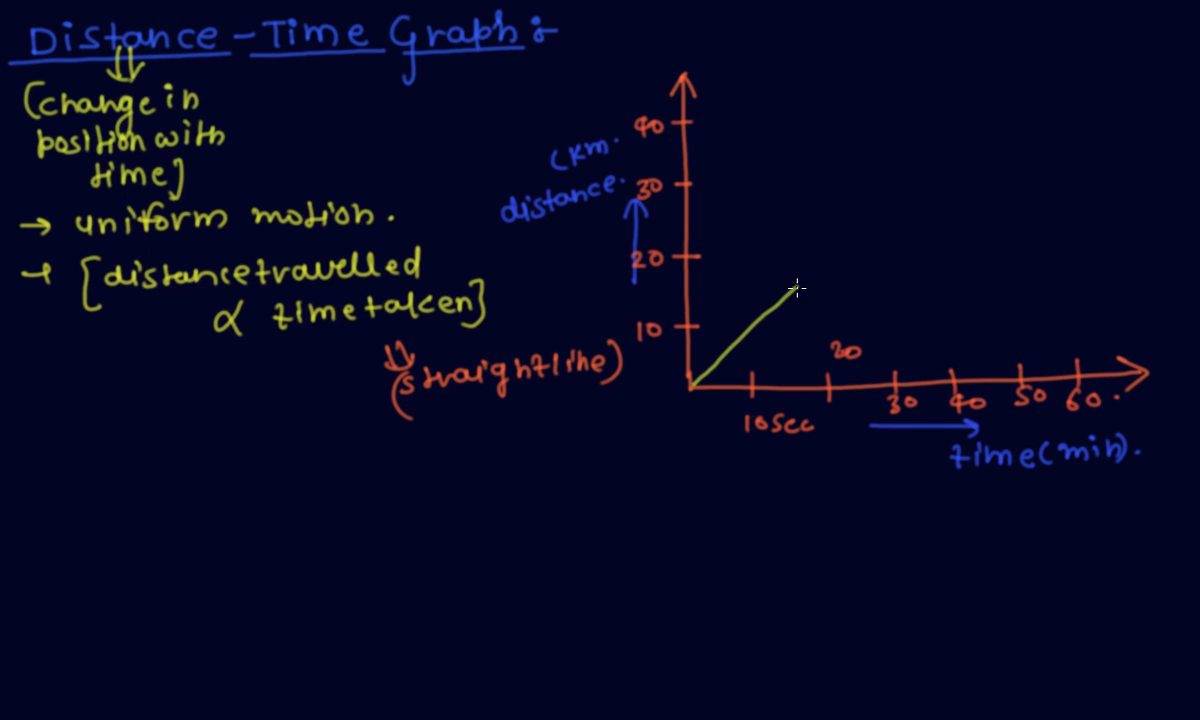 Distance-Time Graph:-
[change in
position with
time]
→ uniform motion.
→ [distance travelled
∝ time taken]
(straight line)
(km.
distance.
40
30
20
10
10sec
20
30
40
50
60.
time(min).